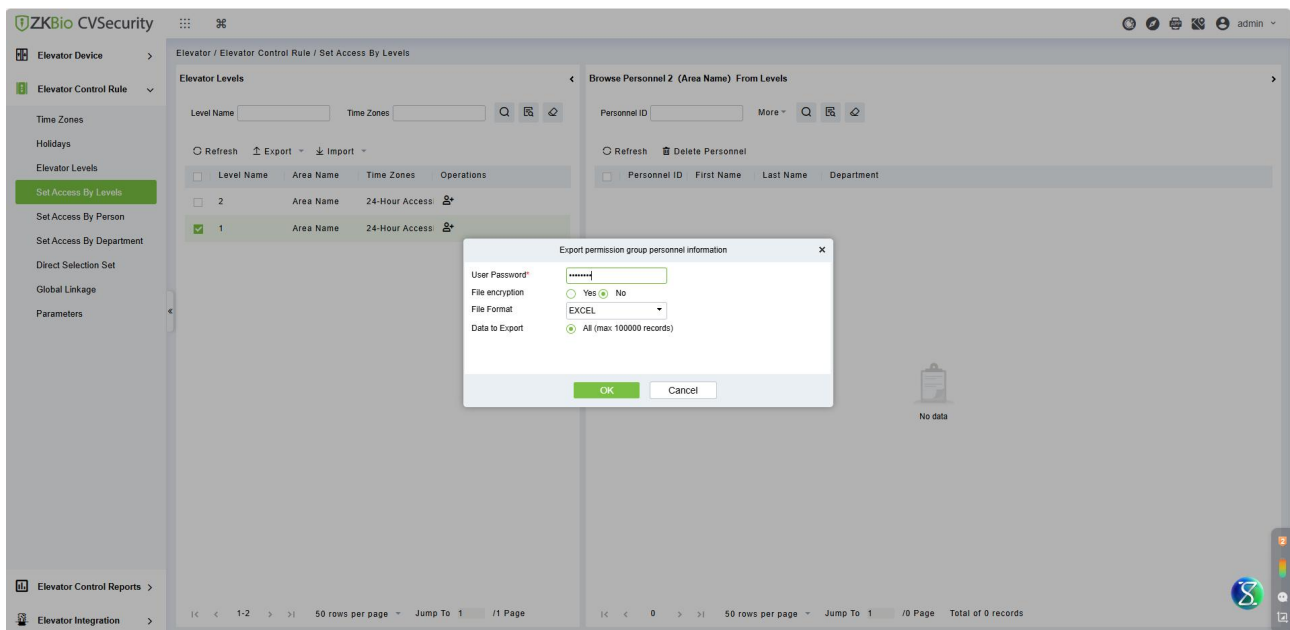 ZKBio CVSecurity
admin
Elevator Device
Elevator Control Rule
Time Zones
Holidays
Elevator Levels
Set Access By Levels
Set Access By Person
Set Access By Department
Direct Selection Set
Global Linkage
Parameters
Elevator Control Reports
Elevator Integration
Elevator / Elevator Control Rule / Set Access By Levels
Elevator Levels
Level Name Time Zones
Refresh Export Import
Level Name Area Name Time Zones Operations
2 Area Name 24-Hour Access
1 Area Name 24-Hour Access
1-2 50 rows per page Jump To 1 /1 Page
Browse Personnel 2 (Area Name) From Levels
Personnel ID More
Refresh Delete Personnel
Personnel ID First Name Last Name Department
No data
0 50 rows per page Jump To 1 /0 Page Total of 0 records
Export permission group personnel information
User Password*
File encryption Yes No
File Format EXCEL
Data to Export All (max 100000 records)
OK Cancel
2